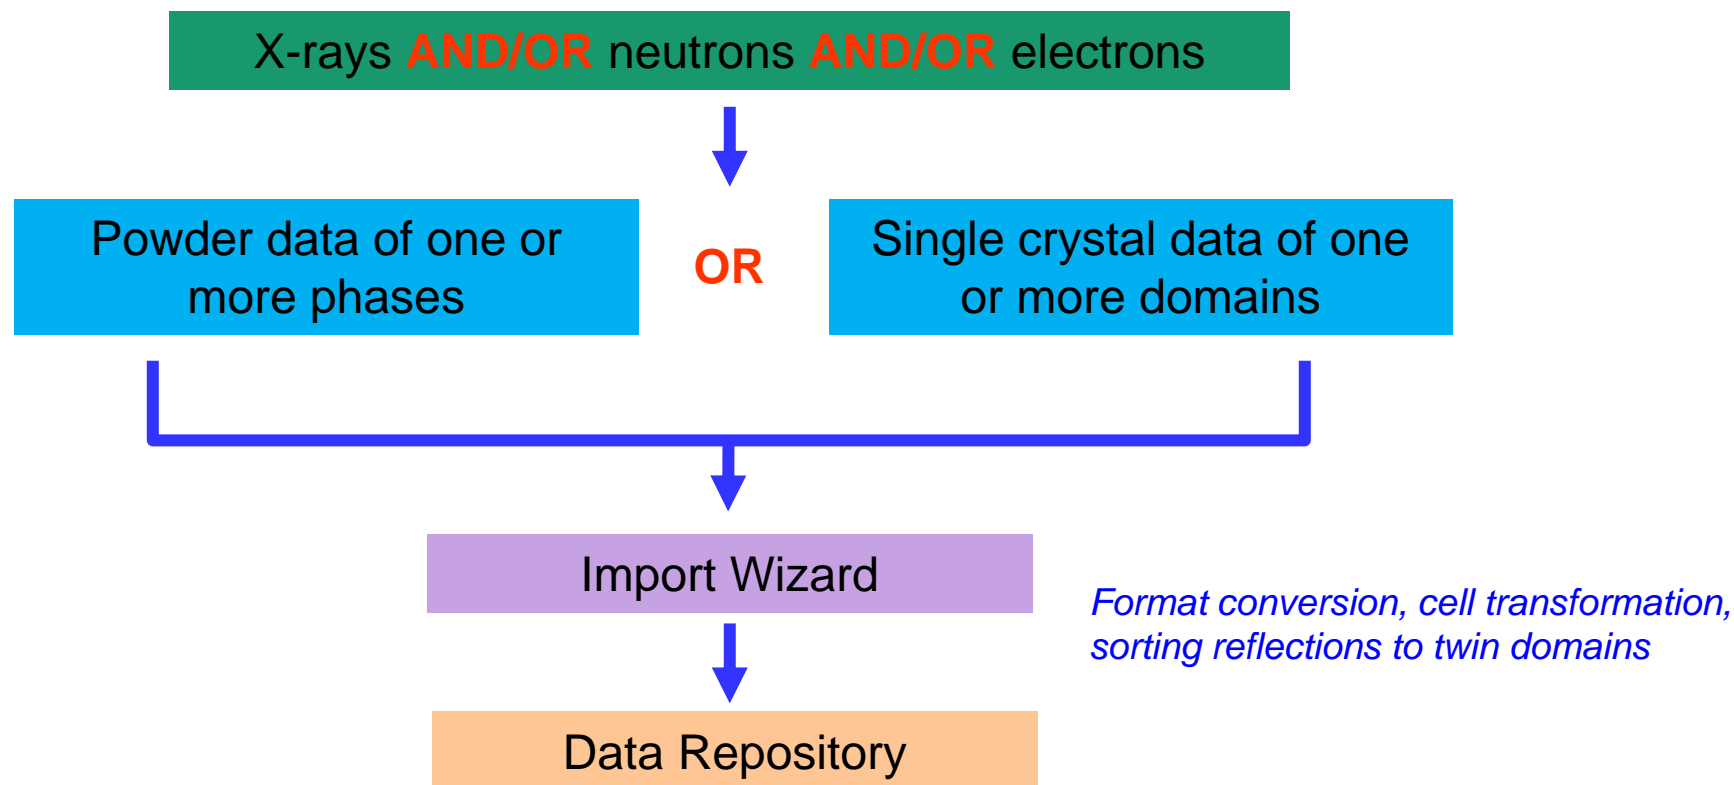 X-rays AND/OR neutrons AND/OR electrons
Powder data of one or
more phases
OR
Single crystal data of one
or more domains
Import Wizard
Format conversion, cell transformation,
sorting reflections to twin domains
Data Repository